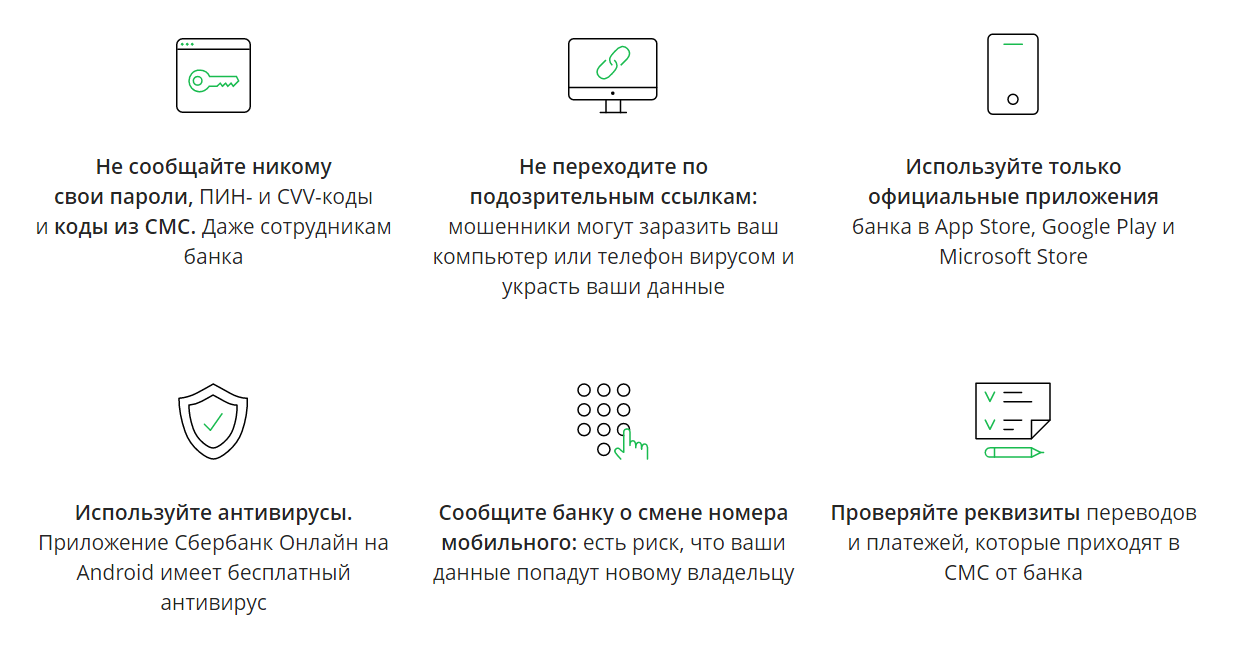 Не сообщайте никому
свои пароли, ПИН- и CVV-коды
и коды из СМС. Даже сотрудникам
банка
Не переходите по
подозрительным ссылкам:
мошенники могут заразить ваш
компьютер или телефон вирусом и
украсть ваши данные
Используйте только
официальные приложения
банка в App Store, Google Play и
Microsoft Store
Используйте антивирусы.
Приложение Сбербанк Онлайн на
Android имеет бесплатный
антивирус
Сообщите банку о смене номера
мобильного: есть риск, что ваши
данные попадут новому владельцу
Проверяйте реквизиты переводов
и платежей, которые приходят в
СМС от банка